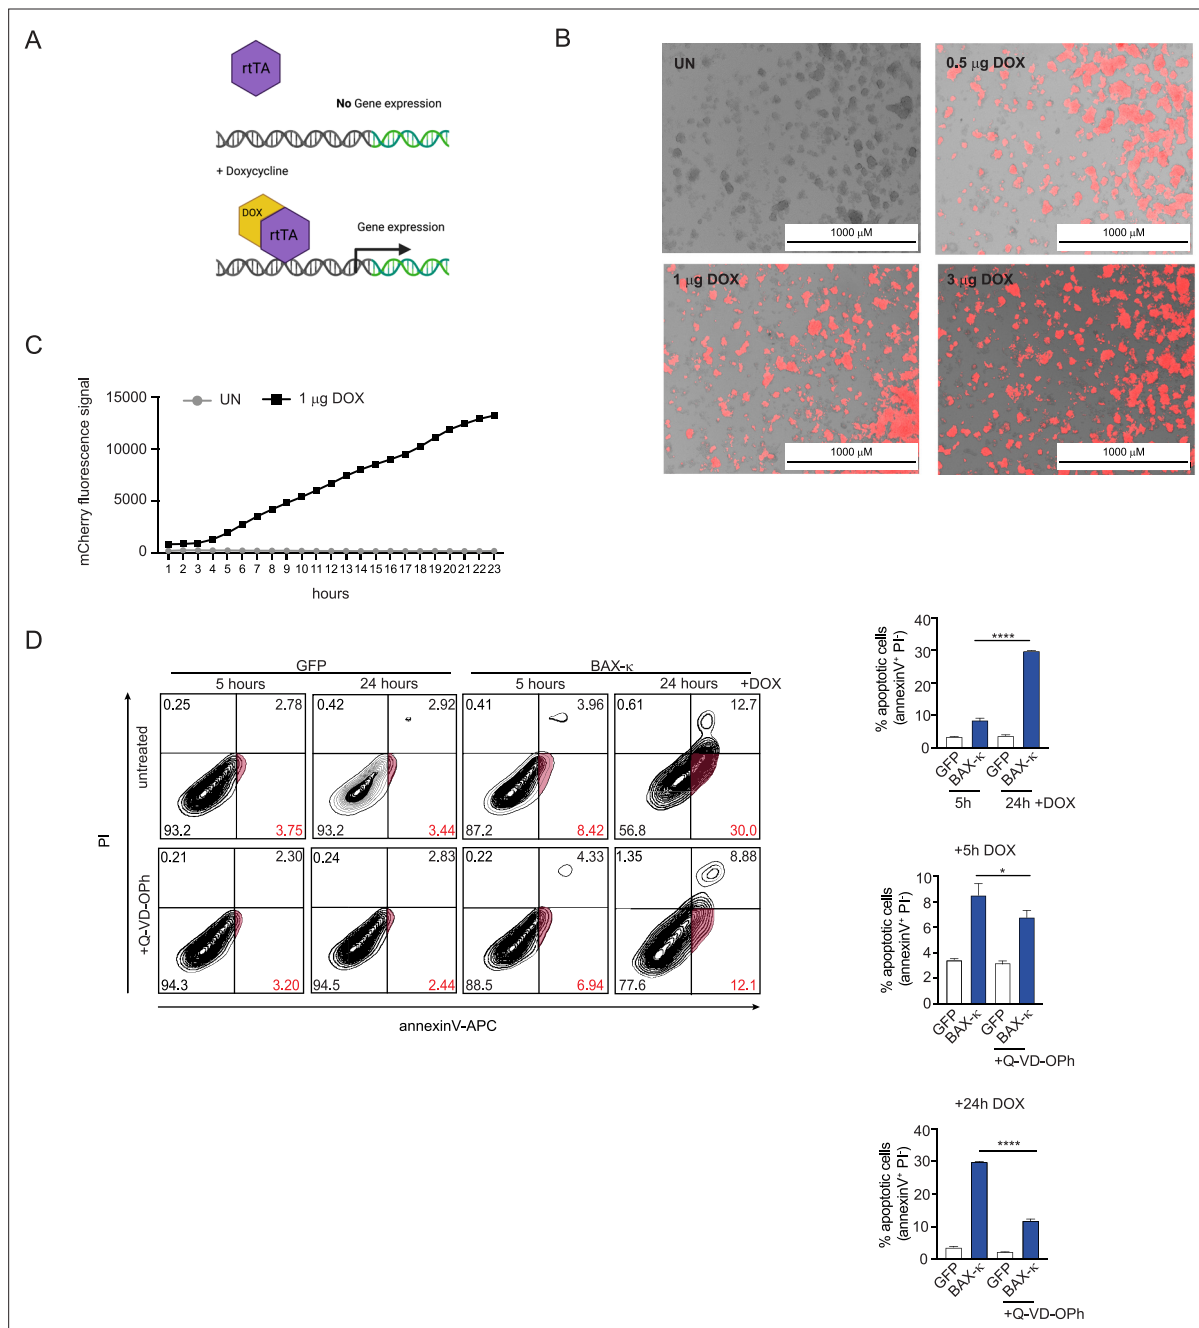 A
rtTA
No Gene expression
+ Doxycycline
DOX
rtTA
Gene expression
B
UN
1000 μM
0.5 μg DOX
1000 μM
1 μg DOX
1000 μM
3 μg DOX
1000 μM
C
mCherry fluorescence signal
UN
1 μg DOX
15000
10000
5000
0
1 2 3 4 5 6 7 8 9 10 11 12 13 14 15 16 17 18 19 20 21 22 23
hours
D
GFP
BAX-κ
5 hours
24 hours
5 hours
24 hours
+DOX
untreated
0.25 2.78
93.2 3.75
0.42 2.92
93.2 3.44
0.41 3.96
87.2 8.42
0.61 12.7
56.8 30.0
PI
+Q-VD-OPh
0.21 2.30
94.3 3.20
0.24 2.83
94.5 2.44
0.22 4.33
88.5 6.94
1.35 8.88
77.6 12.1
annexinV-APC
% apoptotic cells
(annexinV⁺ PI⁻)
40
30
20
10
0
****
GFP
BAX-κ
GFP
BAX-κ
5h
24h +DOX
+5h DOX
% apoptotic cells
(annexinV⁺ PI⁻)
10
8
6
4
2
0
*
GFP
BAX-κ
GFP
BAX-κ
+Q-VD-OPh
+24h DOX
% apoptotic cells
(annexinV⁺ PI⁻)
40
30
20
10
0
****
GFP
BAX-κ
GFP
BAX-κ
+Q-VD-OPh